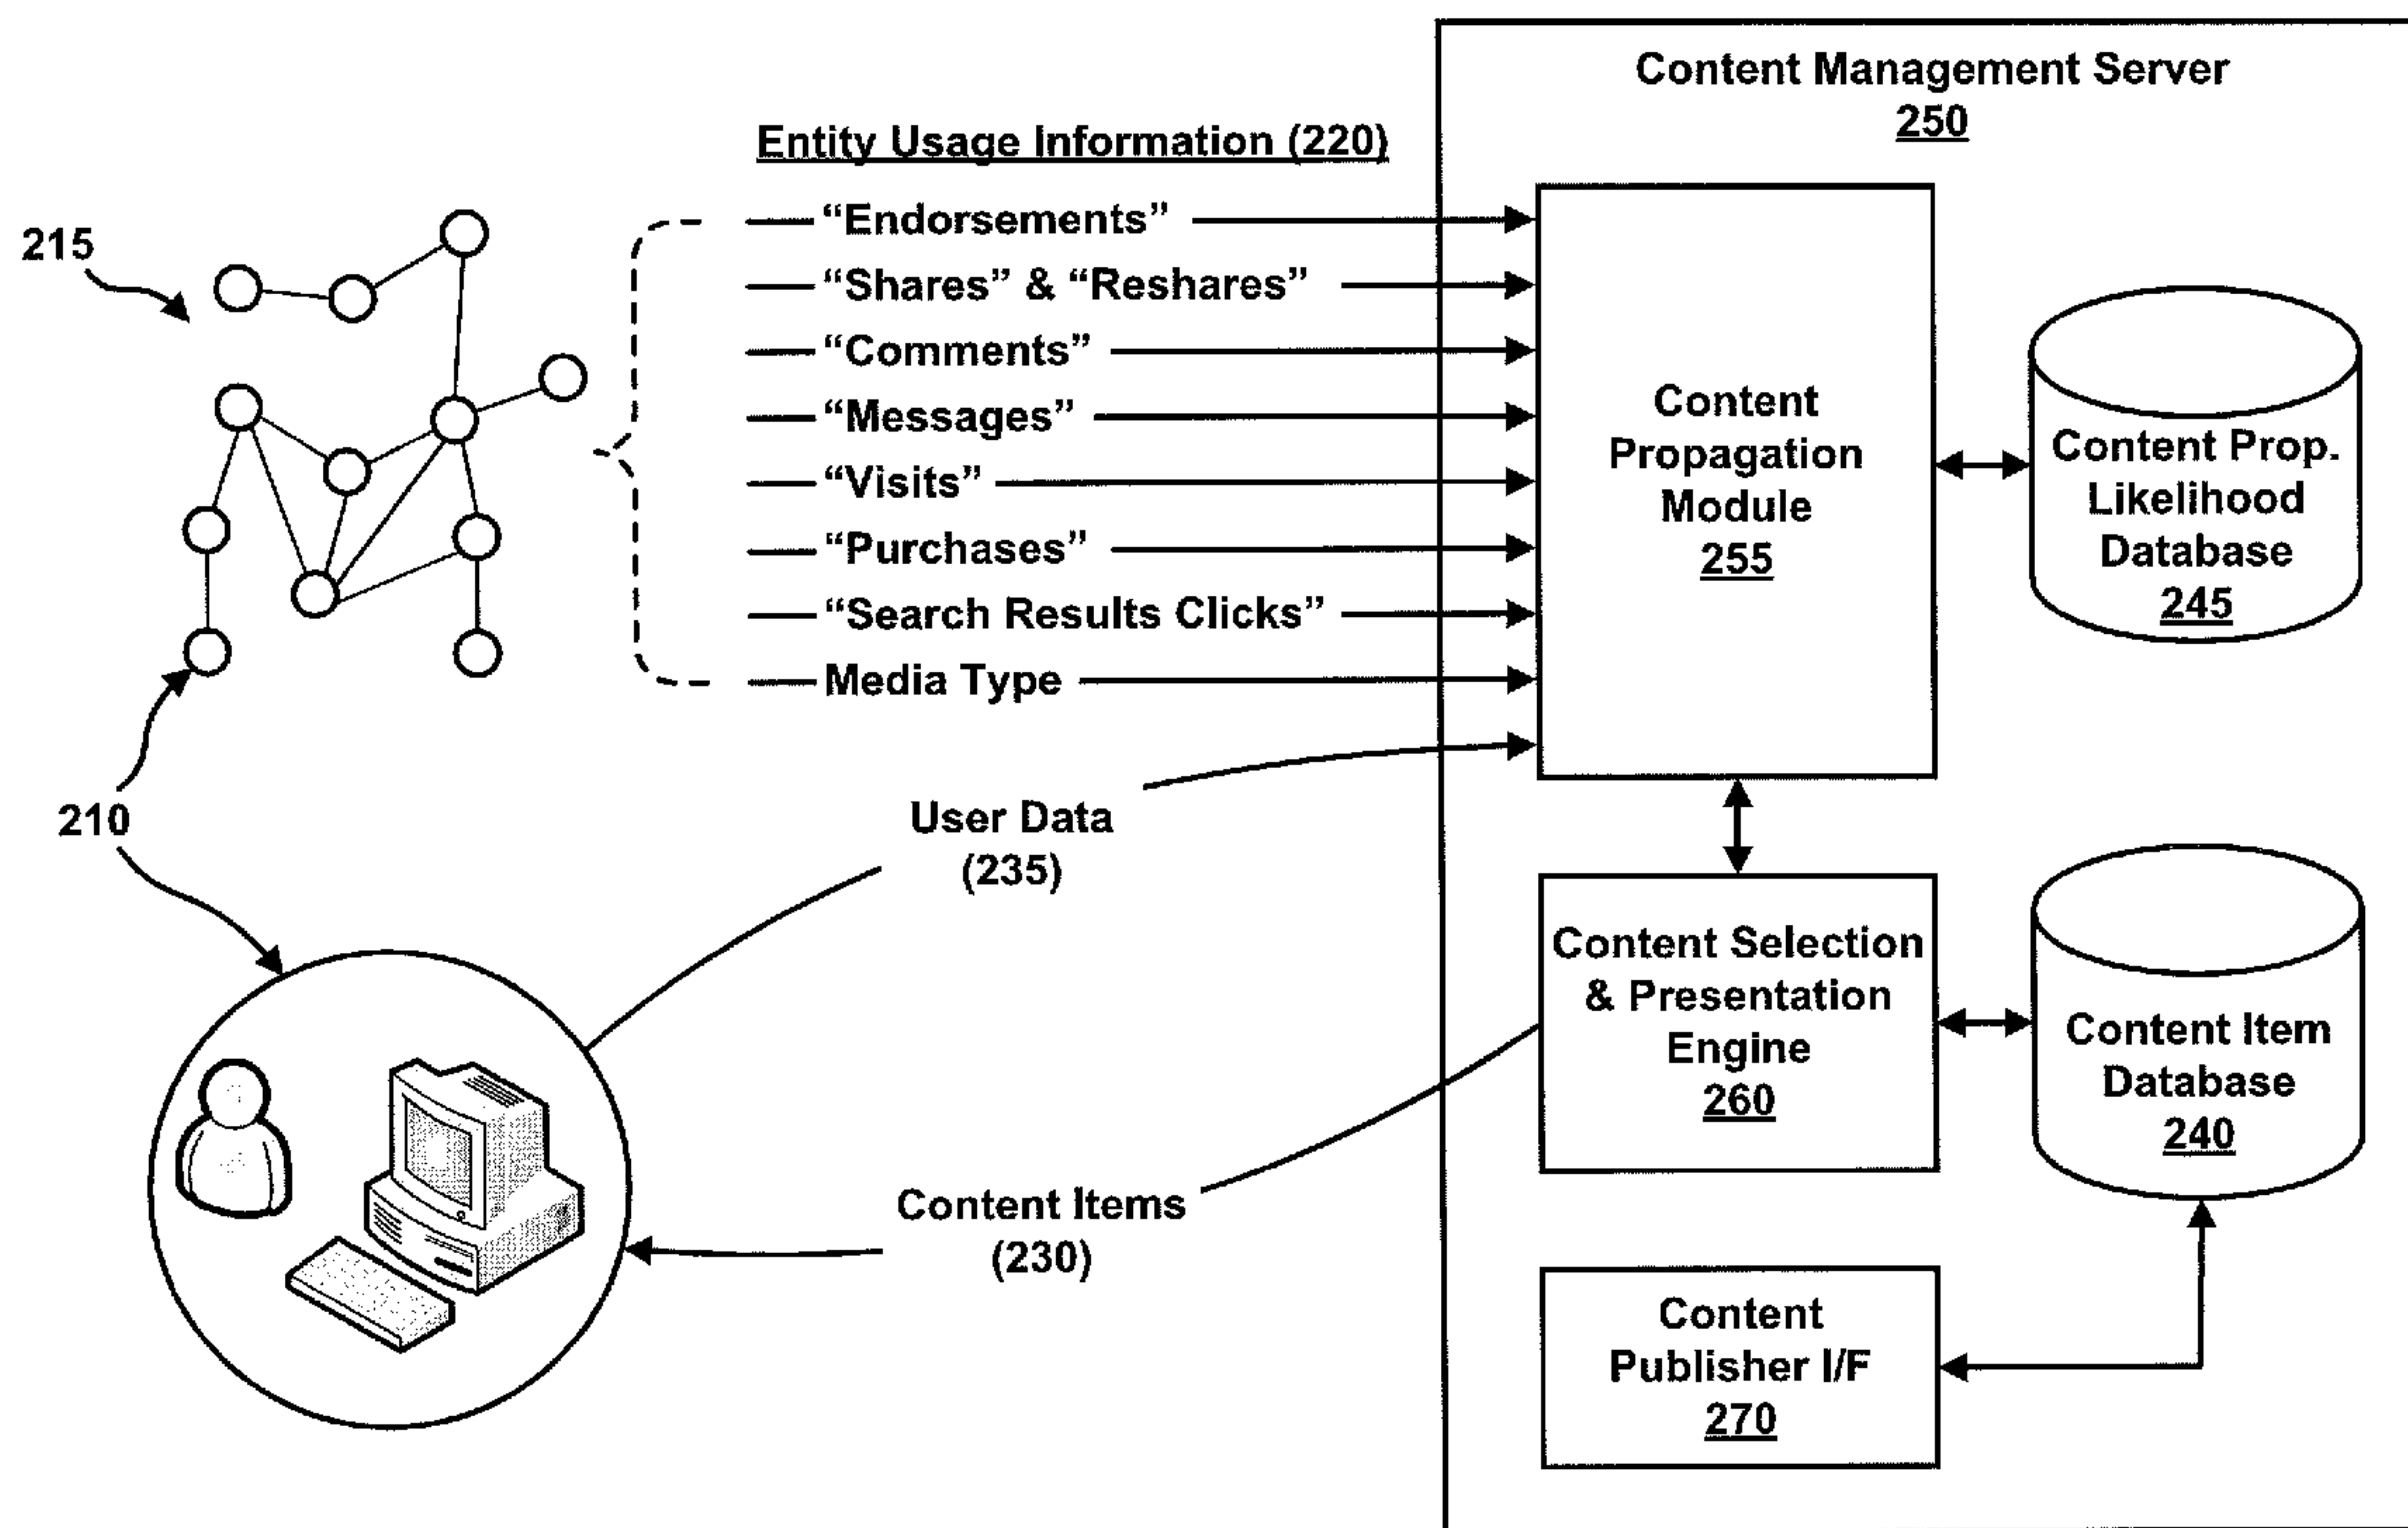 Content Management Server
250
Entity Usage Information (220)
215
“Endorsements”
“Shares” & “Reshares”
“Comments”
“Messages”
“Visits”
“Purchases”
“Search Results Clicks”
Media Type
Content
Propagation
Module
255
Content Prop.
Likelihood
Database
245
210
User Data
(235)
Content Selection
& Presentation
Engine
260
Content Item
Database
240
Content Items
(230)
Content
Publisher I/F
270